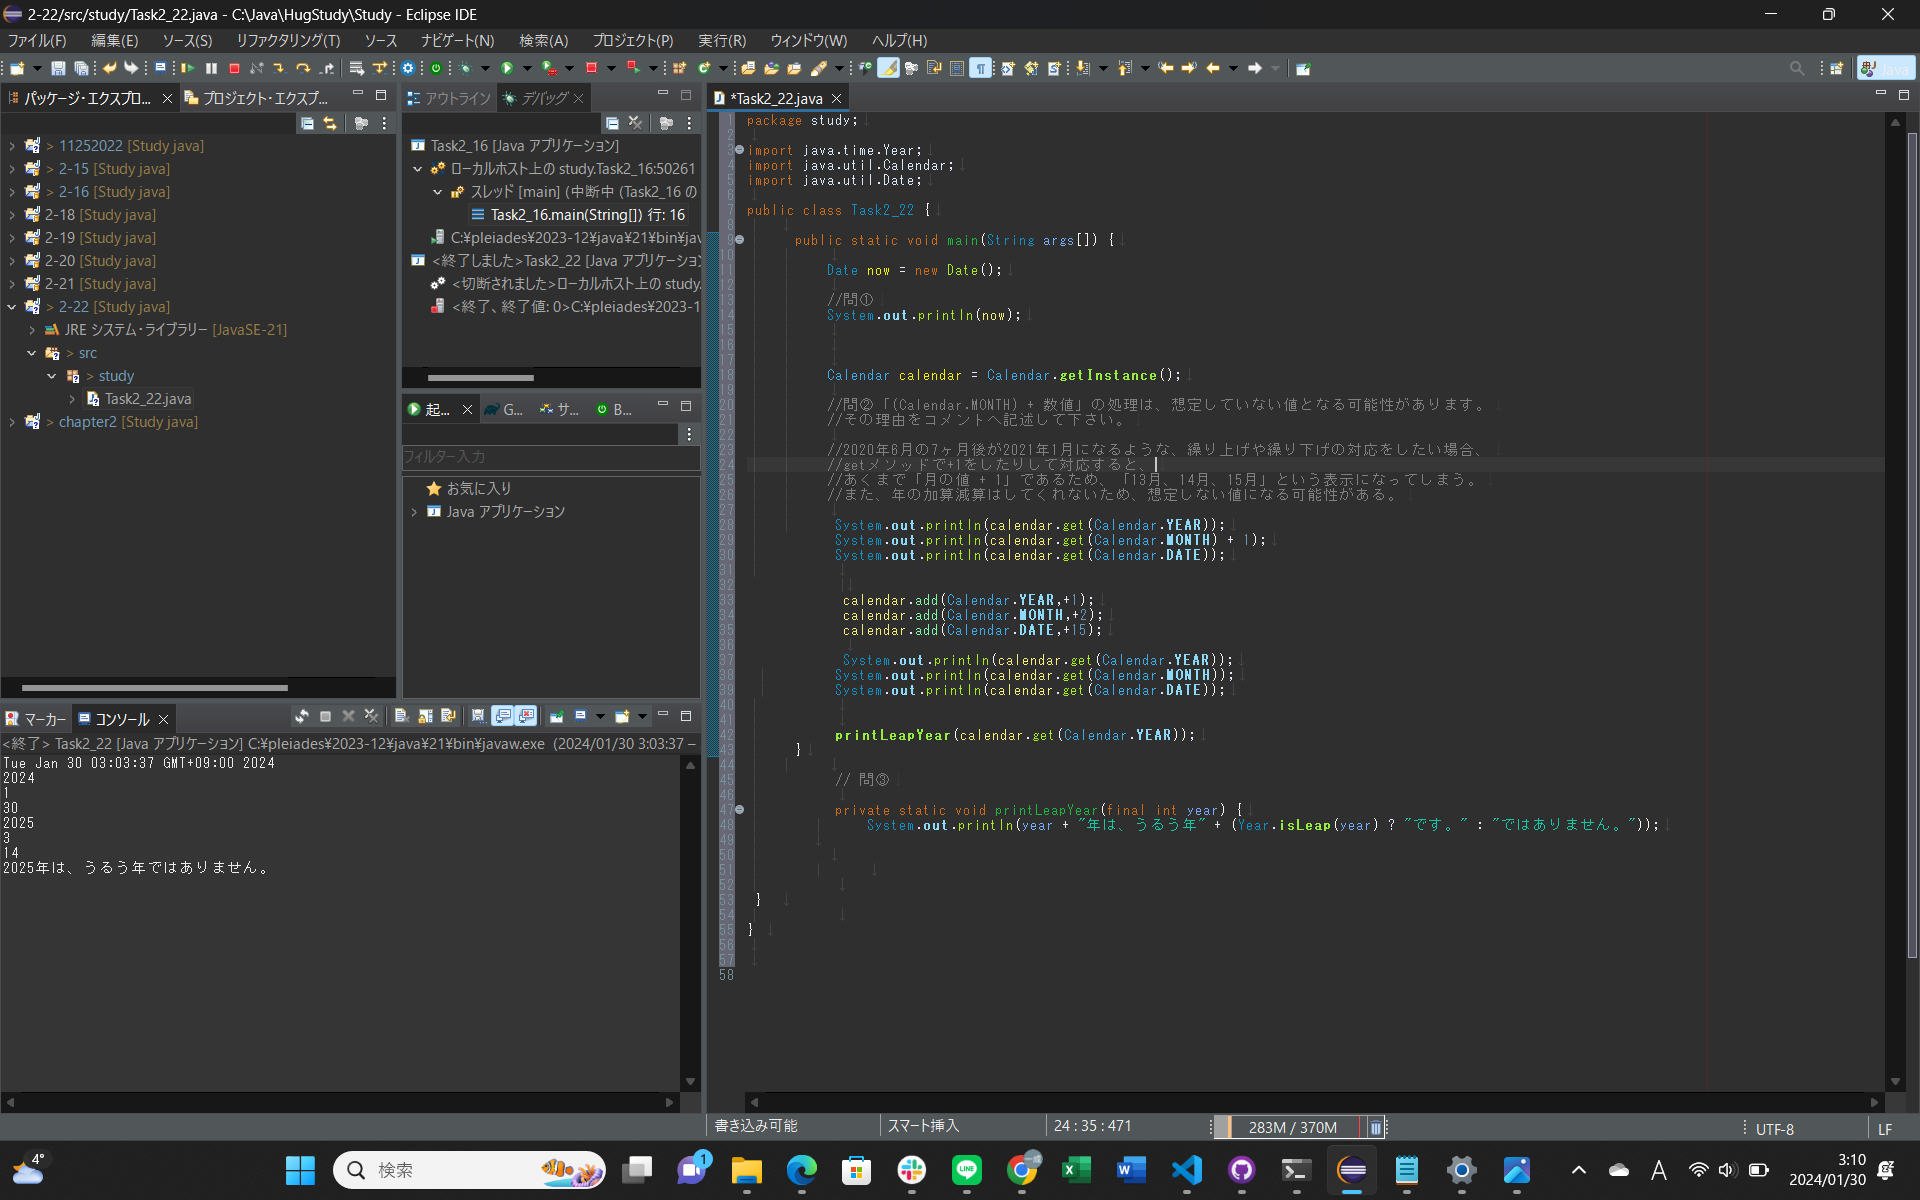 2-22/src/study/Task2_22.java - C:\Java\HugStudy\Study - Eclipse IDE
ファイル(F) 編集(E) ソース(S) リファクタリング(T) ソース ナビゲート(N) 検索(A) プロジェクト(P) 実行(R) ウィンドウ(W) ヘルプ(H)
Java
パッケージ・エクスプロ...
プロジェクト・エクスプ...
> 11252022 [Study java]
> 2-15 [Study java]
> 2-16 [Study java]
2-18 [Study java]
2-19 [Study java]
2-20 [Study java]
2-21 [Study java]
> 2-22 [Study java]
JRE システム・ライブラリー [JavaSE-21]
> src
> study
Task2_22.java
> chapter2 [Study java]
アウトライン
デバッグ
Task2_16 [Java アプリケーション]
ローカルホスト上の study.Task2_16:50261
スレッド [main] (中断中 (Task2_16 の
Task2_16.main(String[]) 行: 16
C:¥pleiades¥2023-12¥java¥21¥bin¥jav
<終了しました>Task2_22 [Java アプリケーショ
<切断されました>ローカルホスト上の study.
<終了、終了値: 0>C:¥pleiades¥2023-1
起...
G...
サ...
B...
フィルター入力
お気に入り
Java アプリケーション
マーカー
コンソール
<終了> Task2_22 [Java アプリケーション] C:¥pleiades¥2023-12¥java¥21¥bin¥javaw.exe (2024/01/30 3:03:37 –
Tue Jan 30 03:03:37 GMT+09:00 2024
2024
1
30
2025
3
14
2025年は、うるう年ではありません。
*Task2_22.java
1 package study;
2
3 import java.time.Year;
4 import java.util.Calendar;
5 import java.util.Date;
6
7 public class Task2_22 {
8
9 public static void main(String args[]) {
10
11 Date now = new Date();
12
13 //問①
14 System.out.println(now);
15
16
17
18 Calendar calendar = Calendar.getInstance();
19
20 //問②「(Calendar.MONTH) + 数値」の処理は、想定していない値となる可能性があります。
21 //その理由をコメントへ記述して下さい。
22
23 //2020年6月の7ヶ月後が2021年1月になるような、繰り上げや繰り下げの対応をしたい場合、
24 //getメソッドで+1をしたりして対応すると、
25 //あくまで「月の値 + 1」であるため、「13月、14月、15月」という表示になってしまう。
26 //また、年の加算減算はしてくれないため、想定しない値になる可能性がある。
27
28 System.out.println(calendar.get(Calendar.YEAR));
29 System.out.println(calendar.get(Calendar.MONTH) + 1);
30 System.out.println(calendar.get(Calendar.DATE));
31
32
33 calendar.add(Calendar.YEAR,+1);
34 calendar.add(Calendar.MONTH,+2);
35 calendar.add(Calendar.DATE,+15);
36
37 System.out.println(calendar.get(Calendar.YEAR));
38 System.out.println(calendar.get(Calendar.MONTH));
39 System.out.println(calendar.get(Calendar.DATE));
40
41
42 printLeapYear(calendar.get(Calendar.YEAR));
43 }
44
45 // 問③
46
47 private static void printLeapYear(final int year) {
48 System.out.println(year + "年は、うるう年" + (Year.isLeap(year) ? "です。" : "ではありません。"));
49
50
51
52
53 }
54
55 }
56
57
58
書き込み可能
スマート挿入
24 : 35 : 471
283M / 370M
UTF-8
LF
4°
検索
1
A
3:10
2024/01/30